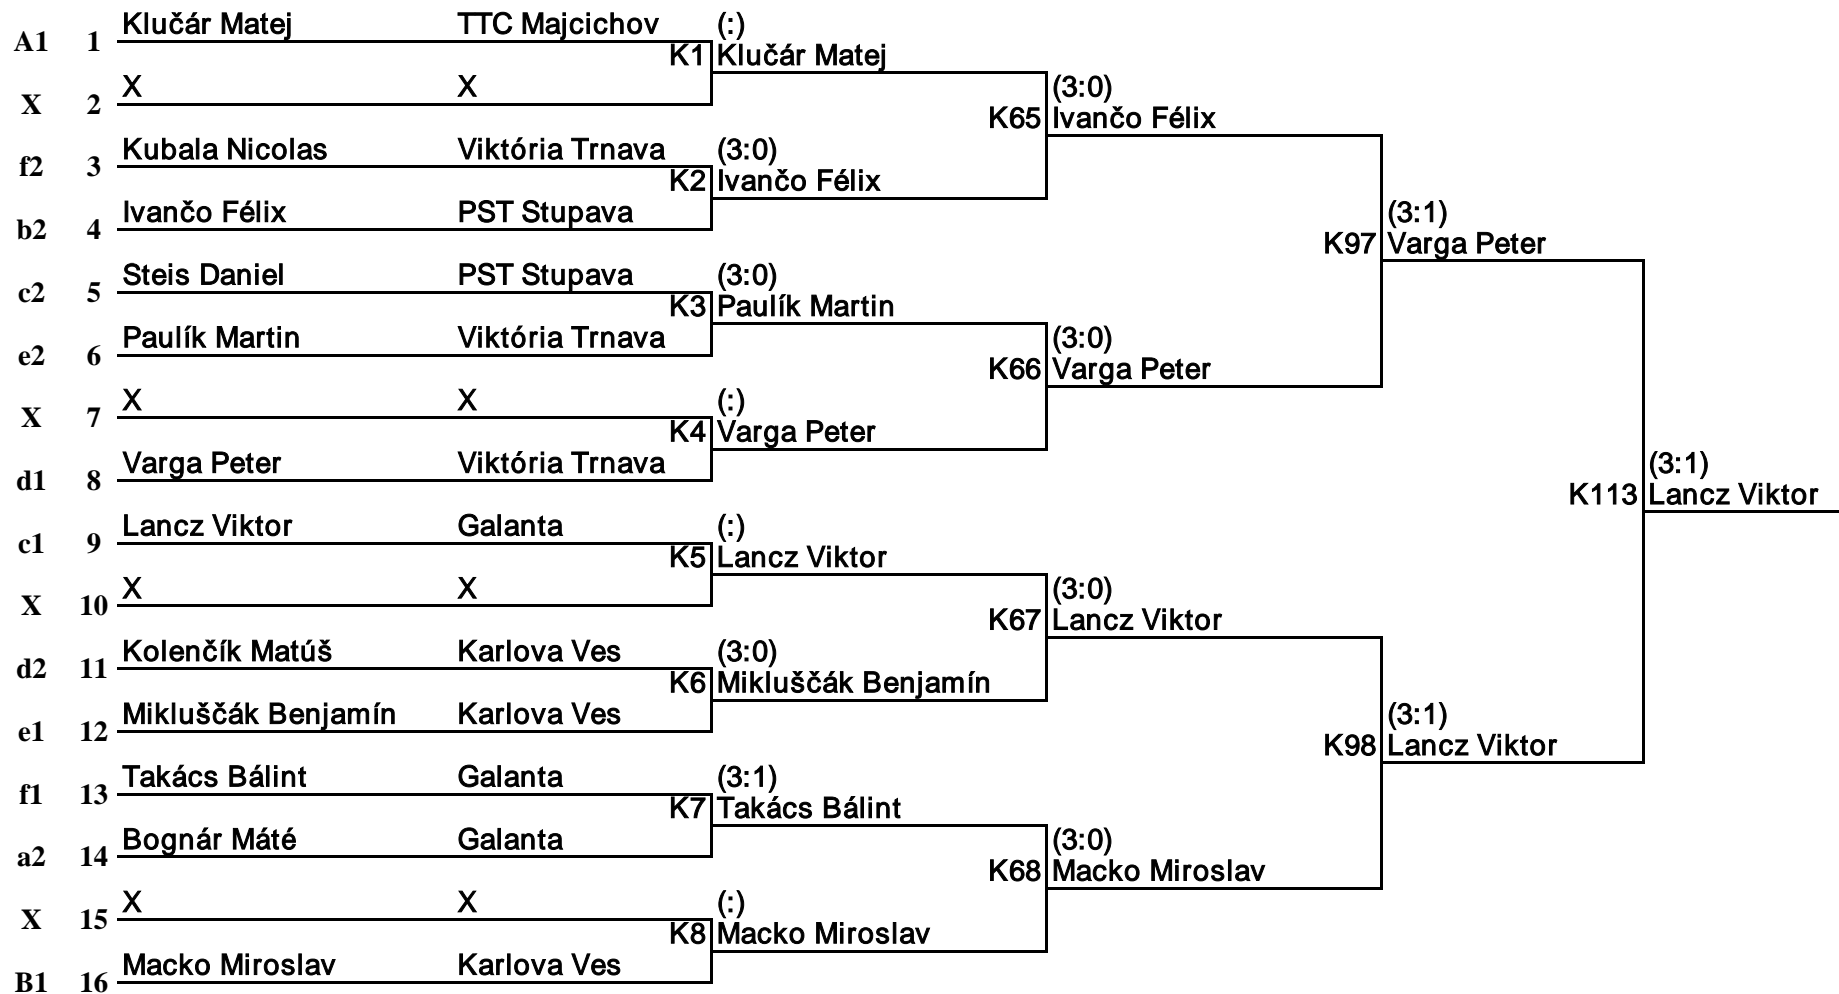 A1 1 Klučár Matej TTC Majcichov (:)
K1 Klučár Matej
X 2 X X (3:0)
K65 Ivančo Félix
f2 3 Kubala Nicolas Viktória Trnava (3:0)
K2 Ivančo Félix
b2 4 Ivančo Félix PST Stupava (3:1)
K97 Varga Peter
c2 5 Steis Daniel PST Stupava (3:0)
K3 Paulík Martin
e2 6 Paulík Martin Viktória Trnava (3:0)
K66 Varga Peter
X 7 X X (:)
K4 Varga Peter
d1 8 Varga Peter Viktória Trnava (3:1)
K113 Lancz Viktor
c1 9 Lancz Viktor Galanta (:)
K5 Lancz Viktor
X 10 X X (3:0)
K67 Lancz Viktor
d2 11 Kolenčík Matúš Karlova Ves (3:0)
K6 Mikluščák Benjamín
e1 12 Mikluščák Benjamín Karlova Ves (3:1)
K98 Lancz Viktor
f1 13 Takács Bálint Galanta (3:1)
K7 Takács Bálint
a2 14 Bognár Máté Galanta (3:0)
K68 Macko Miroslav
X 15 X X (:)
K8 Macko Miroslav
B1 16 Macko Miroslav Karlova Ves